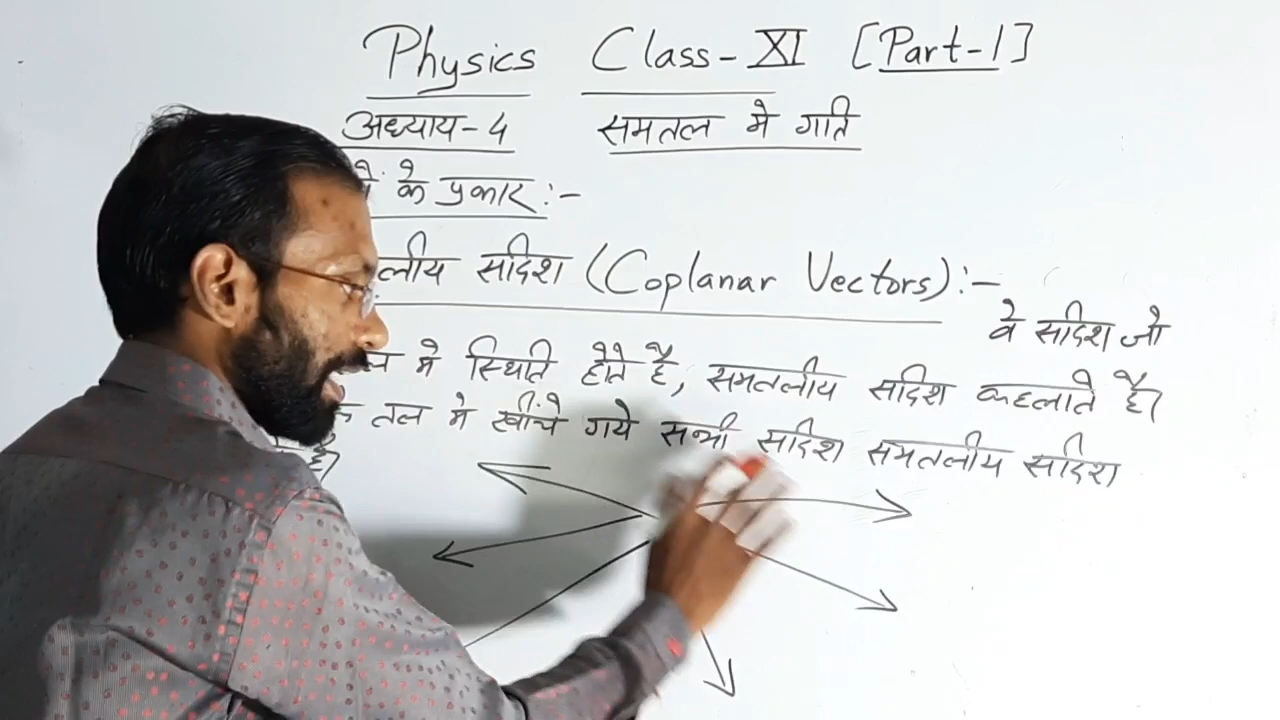 Physics Class-XI [Part-1]
अध्याय-4 समतल मे गति
के प्रकार:-
सदिश (Coplanar Vectors):-
वे सदिश जो
मे स्थिति होते है, समतलीय सदिश कहलाते है।
तल मे खींचे गये सभी सदिश समतलीय सदिश
है।